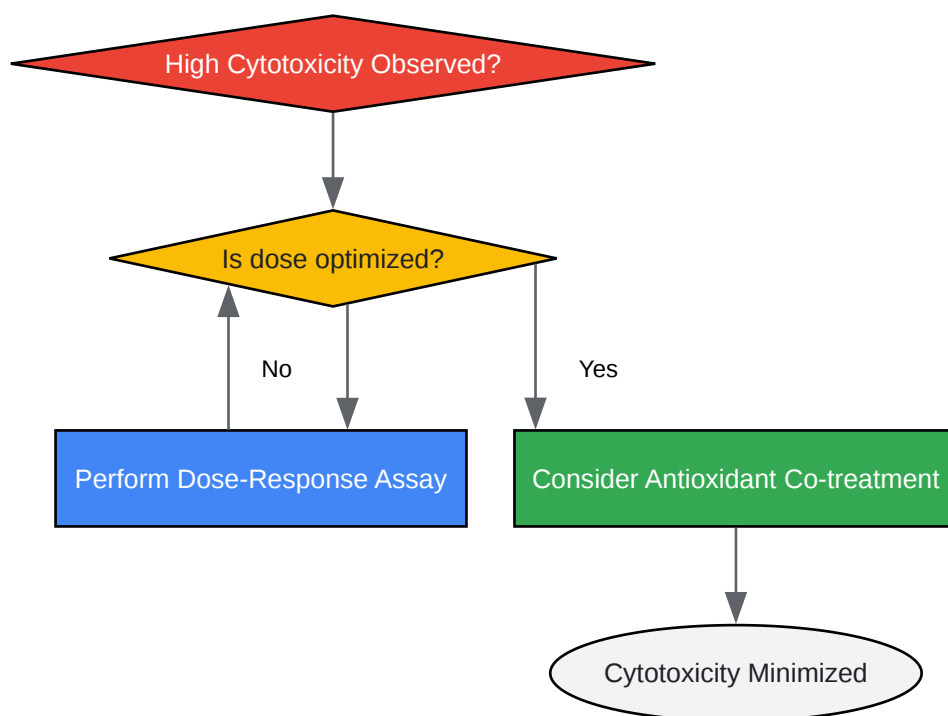 High Cytotoxicity Observed?
Is dose optimized?
No
Yes
Perform Dose-Response Assay
Consider Antioxidant Co-treatment
Cytotoxicity Minimized